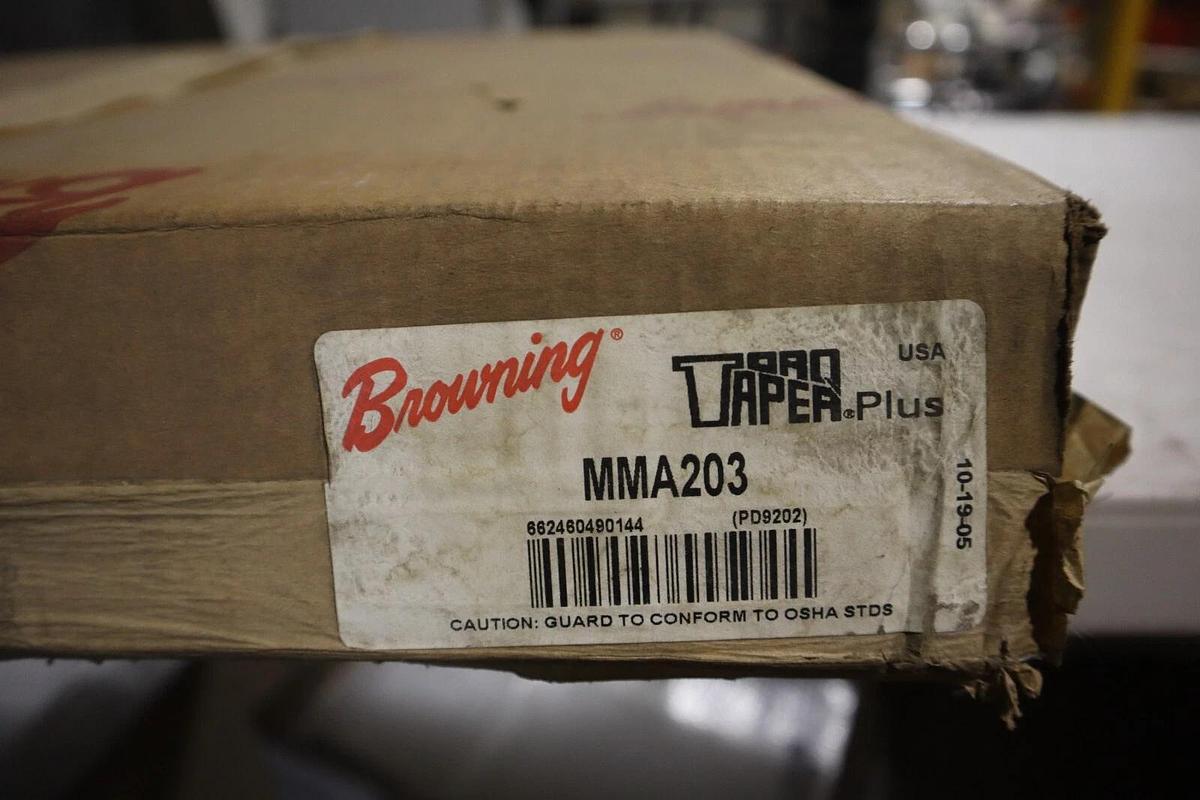 Browning®
TORQ TAPER® Plus
USA
MMA203
662460490144 (PD9202)
10-19-05
CAUTION: GUARD TO CONFORM TO OSHA STDS